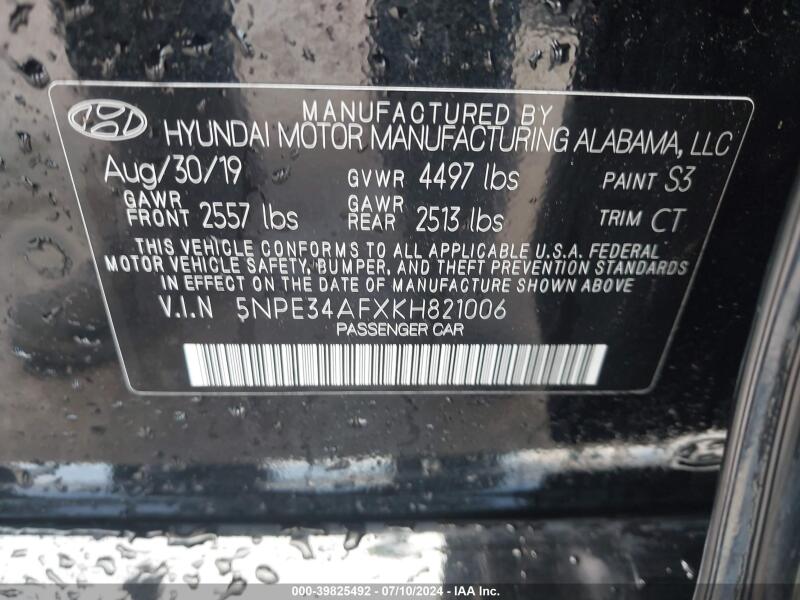 MANUFACTURED BY
HYUNDAI MOTOR MANUFACTURING ALABAMA, LLC
Aug/30/19 GVWR 4497 lbs PAINT S3
GAWR FRONT 2557 lbs GAWR REAR 2513 lbs TRIM CT
THIS VEHICLE CONFORMS TO ALL APPLICABLE U.S.A. FEDERAL
MOTOR VEHICLE SAFETY, BUMPER, AND THEFT PREVENTION STANDARDS
IN EFFECT ON THE DATE OF MANUFACTURE SHOWN ABOVE
V.I.N 5NPE34AFXKH821006
PASSENGER CAR
000-39825492 - 07/10/2024 - IAA Inc.